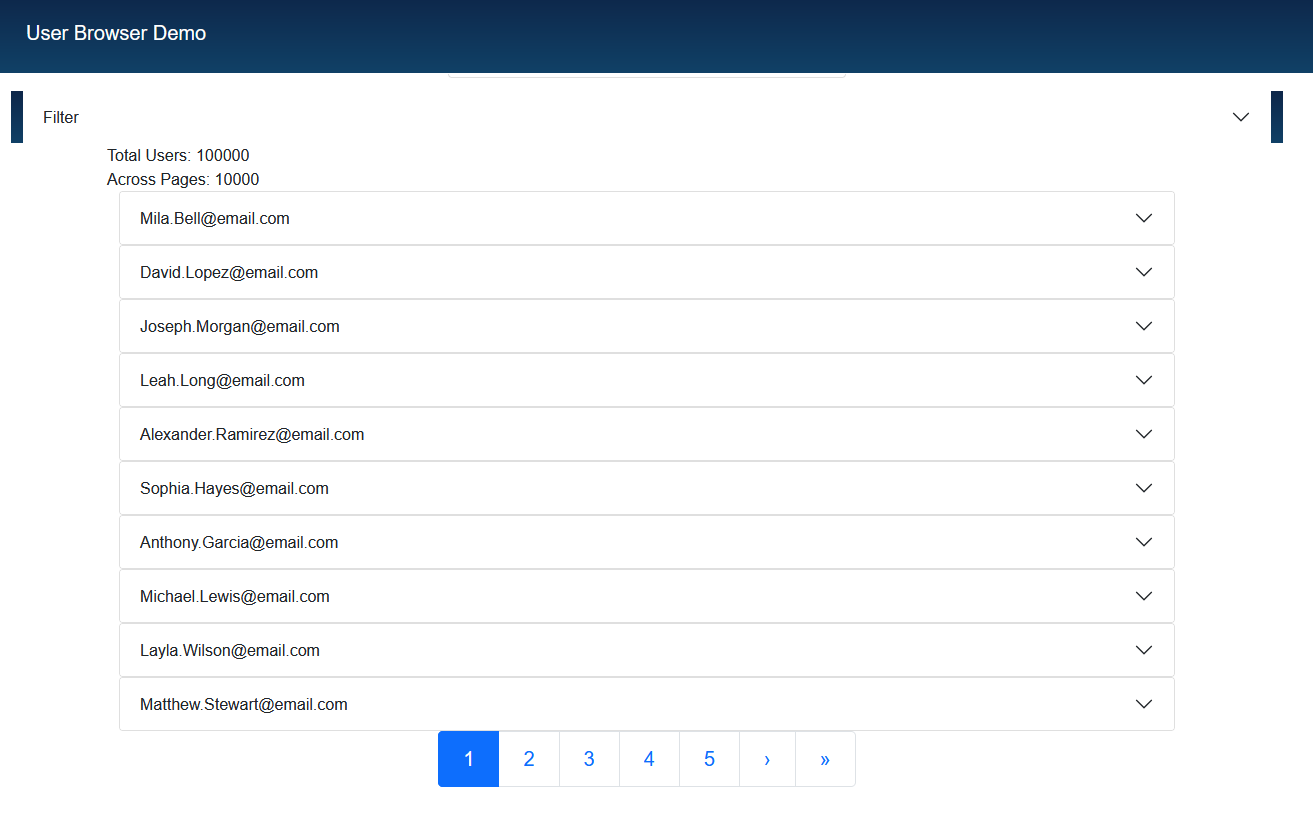 User Browser Demo
Filter
Total Users: 100000
Across Pages: 10000
Mila.Bell@email.com
David.Lopez@email.com
Joseph.Morgan@email.com
Leah.Long@email.com
Alexander.Ramirez@email.com
Sophia.Hayes@email.com
Anthony.Garcia@email.com
Michael.Lewis@email.com
Layla.Wilson@email.com
Matthew.Stewart@email.com
1 2 3 4 5 › »